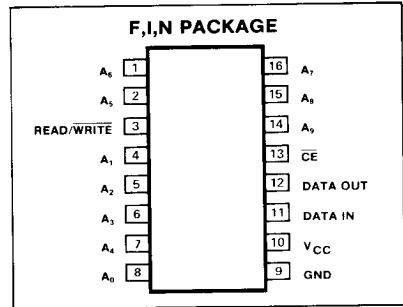 F,I,N PACKAGE
A₆ 1
16 A₇
A₅ 2
15 A₈
READ/WRITE 3
14 A₉
A₁ 4
13 CE
A₂ 5
12 DATA OUT
A₃ 6
11 DATA IN
A₄ 7
10 VCC
A₀ 8
9 GND